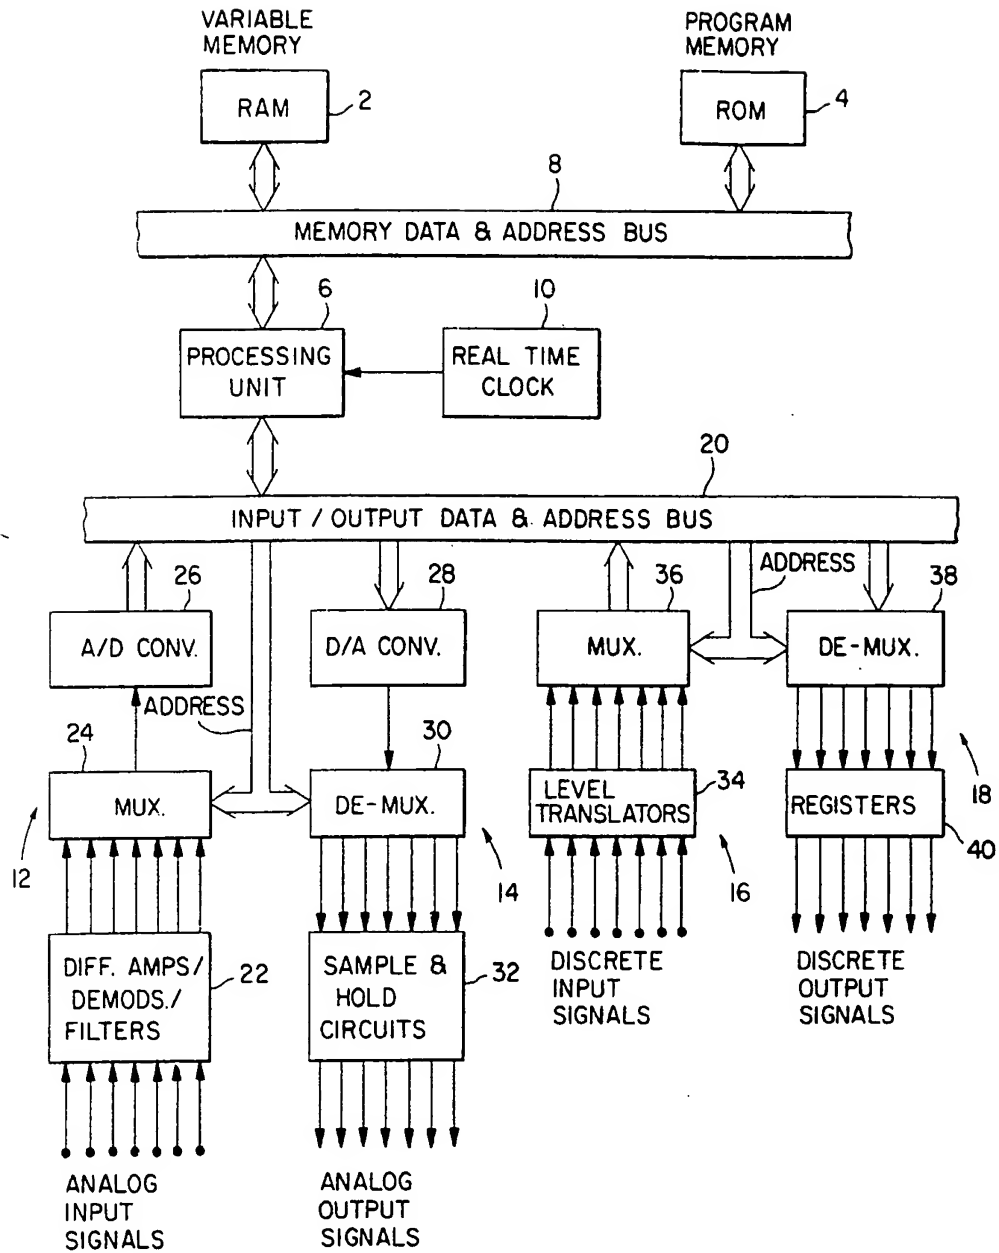 VARIABLE
MEMORY
PROGRAM
MEMORY
RAM
2
ROM
4
8
MEMORY DATA & ADDRESS BUS
6
10
PROCESSING
UNIT
REAL TIME
CLOCK
20
INPUT / OUTPUT DATA & ADDRESS BUS
26
28
36
ADDRESS
38
A/D CONV.
D/A CONV.
MUX.
DE-MUX.
ADDRESS
24
30
34
18
MUX.
DE-MUX.
LEVEL
TRANSLATORS
REGISTERS
12
14
16
40
DIFF. AMPS/
DEMODS./
FILTERS
22
SAMPLE &
HOLD
CIRCUITS
32
DISCRETE
INPUT
SIGNALS
DISCRETE
OUTPUT
SIGNALS
ANALOG
INPUT
SIGNALS
ANALOG
OUTPUT
SIGNALS